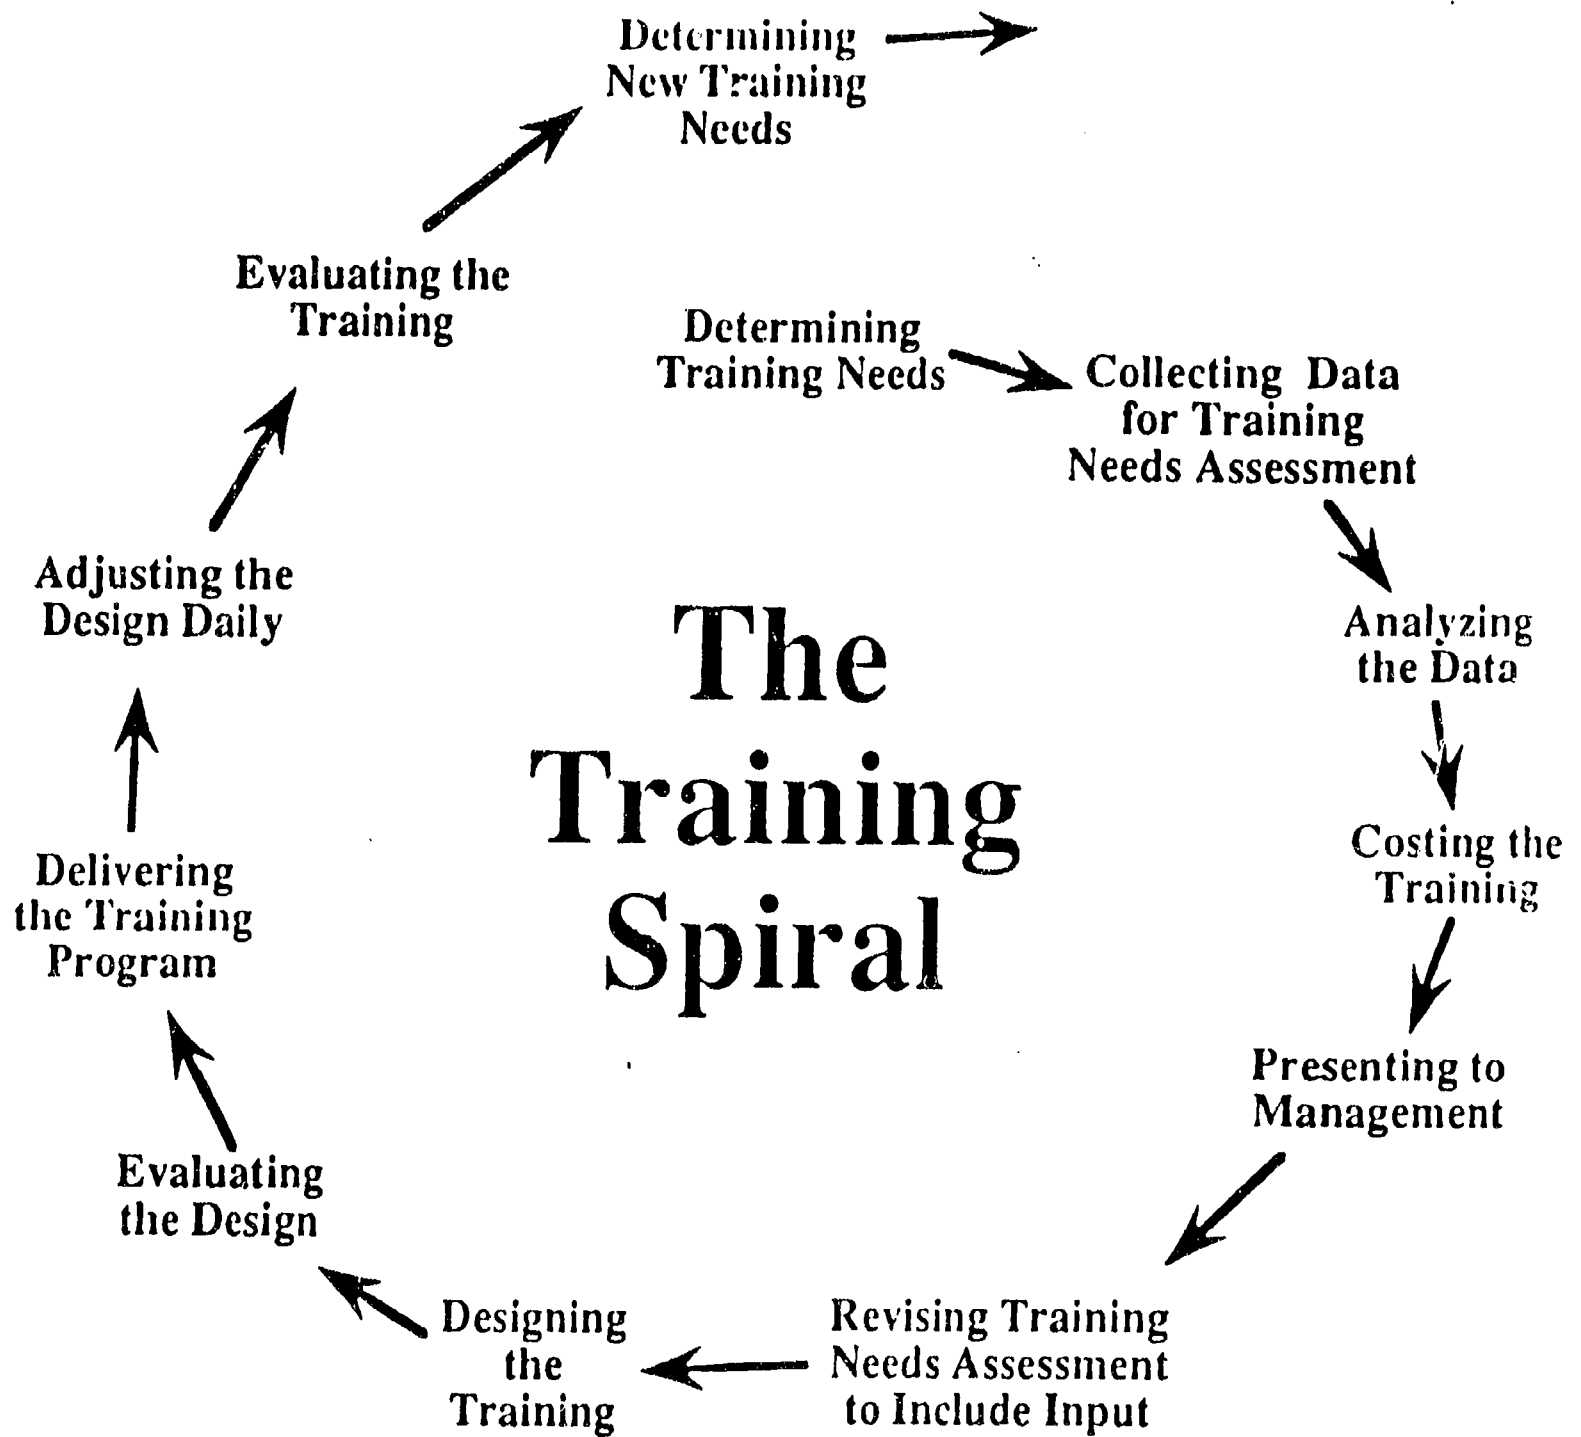 Determining
New Training
Needs
Evaluating the
Training
Determining
Training Needs
Collecting Data
for Training
Needs Assessment
Adjusting the
Design Daily
The
Training
Spiral
Analyzing
the Data
Costing the
Training
Delivering
the Training
Program
Presenting to
Management
Evaluating
the Design
Designing
the
Training
Revising Training
Needs Assessment
to Include Input